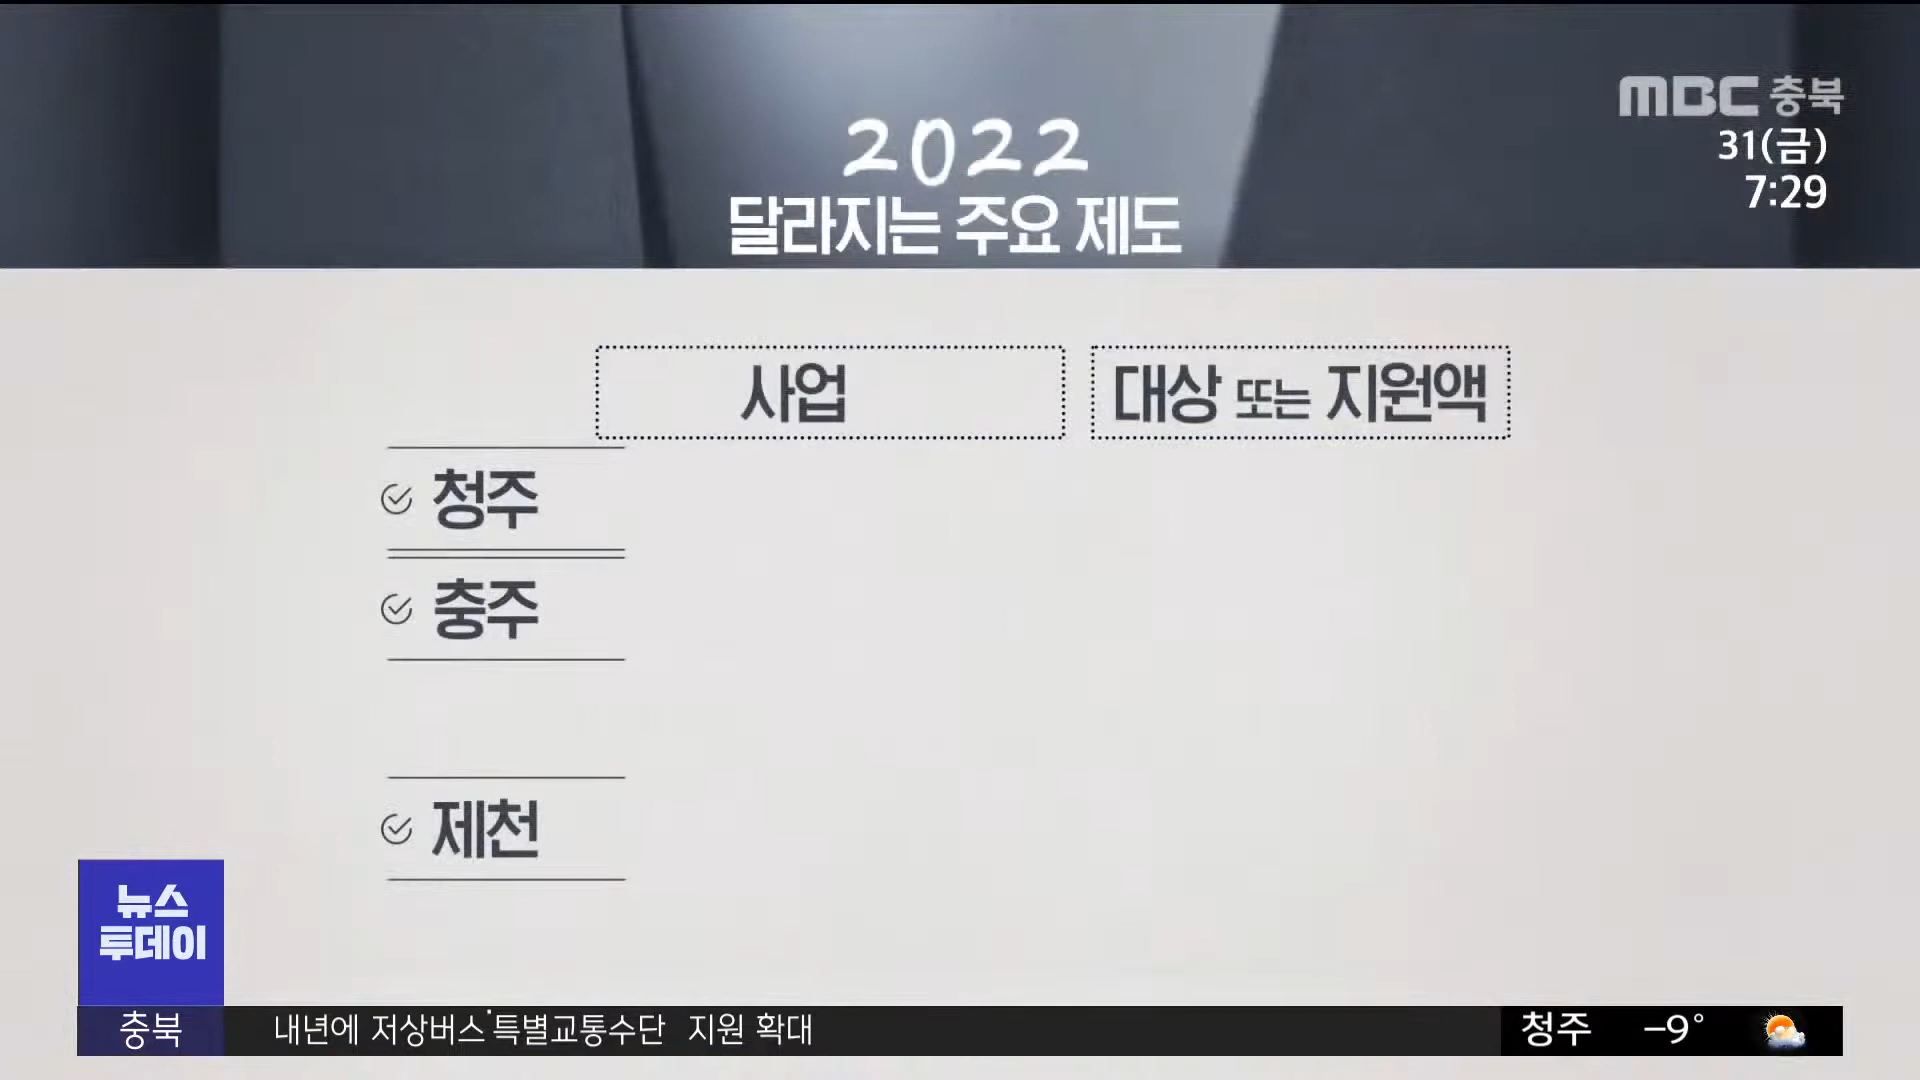 MBC 충북
31(금)
7:29
2022
달라지는 주요 제도
사업
대상 또는 지원액
청주
충주
제천
뉴스
투데이
충북
내년에 저상버스˙특별교통수단 지원 확대
청주 -9°